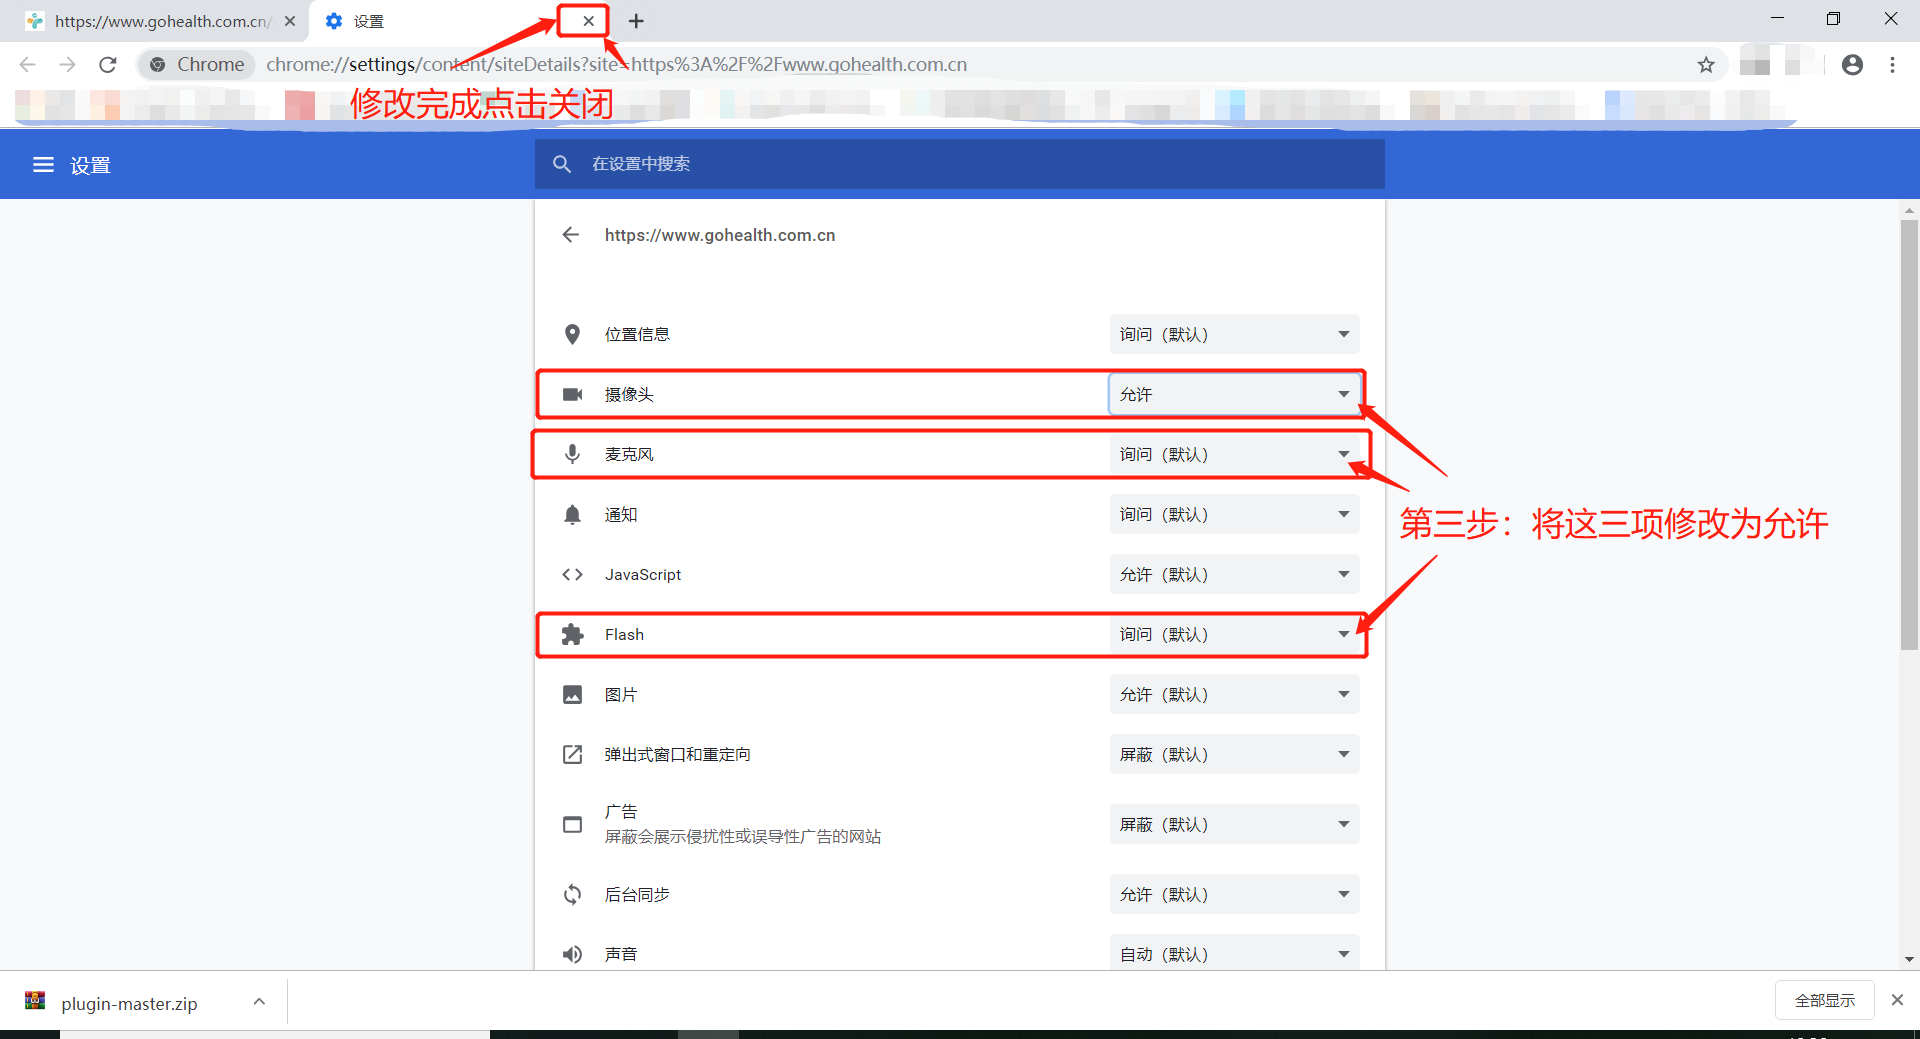 https://www.gohealth.com.cn/
设置
Chrome
chrome://settings/content/siteDetails?site=https%3A%2F%2Fwww.gohealth.com.cn
修改完成点击关闭
设置
在设置中搜索
https://www.gohealth.com.cn
位置信息
询问（默认）
摄像头
允许
麦克风
询问（默认）
通知
询问（默认）
第三步：将这三项修改为允许
JavaScript
允许（默认）
Flash
询问（默认）
图片
允许（默认）
弹出式窗口和重定向
屏蔽（默认）
广告
屏蔽会展示侵扰性或误导性广告的网站
屏蔽（默认）
后台同步
允许（默认）
声音
自动（默认）
plugin-master.zip
全部显示